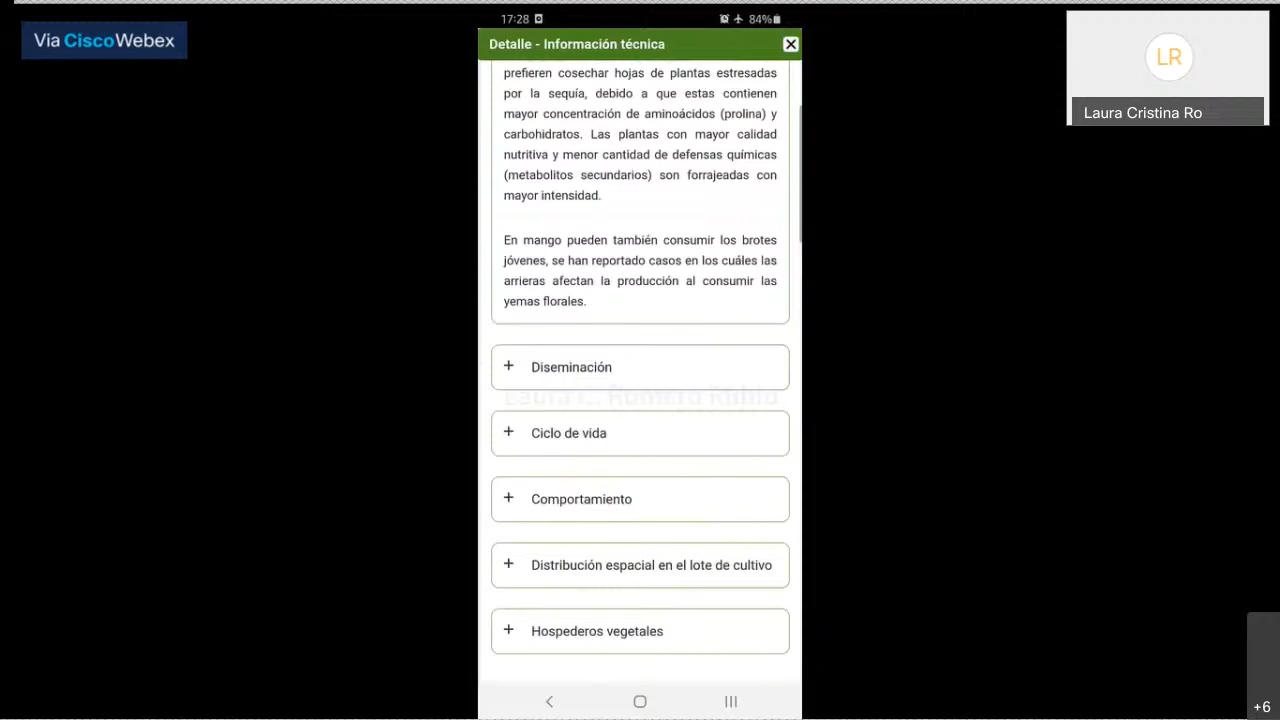 17:28
84%
Vía CiscoWebex
Detalle - Información técnica
LR
Laura Cristina Ro
prefieren cosechar hojas de plantas estresadas
por la sequía, debido a que estas contienen
mayor concentración de aminoácidos (prolina) y
carbohidratos. Las plantas con mayor calidad
nutritiva y menor cantidad de defensas químicas
(metabolitos secundarios) son forrajeadas con
mayor intensidad.
En mango pueden también consumir los brotes
jóvenes, se han reportado casos en los cuáles las
arrieras afectan la producción al consumir las
yemas florales.
+ Diseminación
+ Ciclo de vida
+ Comportamiento
+ Distribución espacial en el lote de cultivo
+ Hospederos vegetales
+6